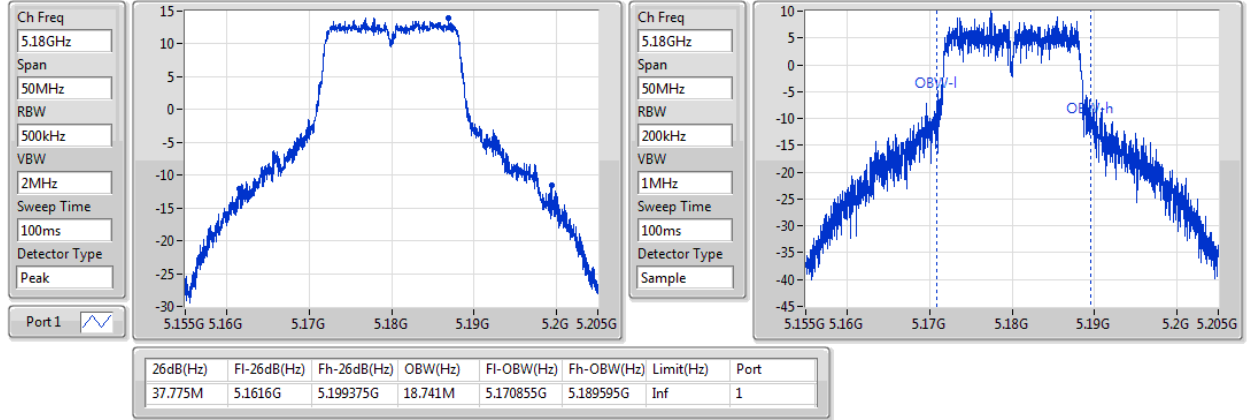 Ch Freq
5.18GHz
Span
50MHz
RBW
500kHz
VBW
2MHz
Sweep Time
100ms
Detector Type
Peak
Port 1
15
10
5
0
-5
-10
-15
-20
-25
-30
5.155G 5.16G 5.17G 5.18G 5.19G 5.2G 5.205G
Ch Freq
5.18GHz
Span
50MHz
RBW
200kHz
VBW
1MHz
Sweep Time
100ms
Detector Type
Sample
10
5
0
-5
-10
-15
-20
-25
-30
-35
-40
-45
OBW-l
OBW-h
5.155G 5.16G 5.17G 5.18G 5.19G 5.2G 5.205G
26dB(Hz) Fl-26dB(Hz) Fh-26dB(Hz) OBW(Hz) Fl-OBW(Hz) Fh-OBW(Hz) Limit(Hz) Port
37.775M 5.1616G 5.199375G 18.741M 5.170855G 5.189595G Inf 1